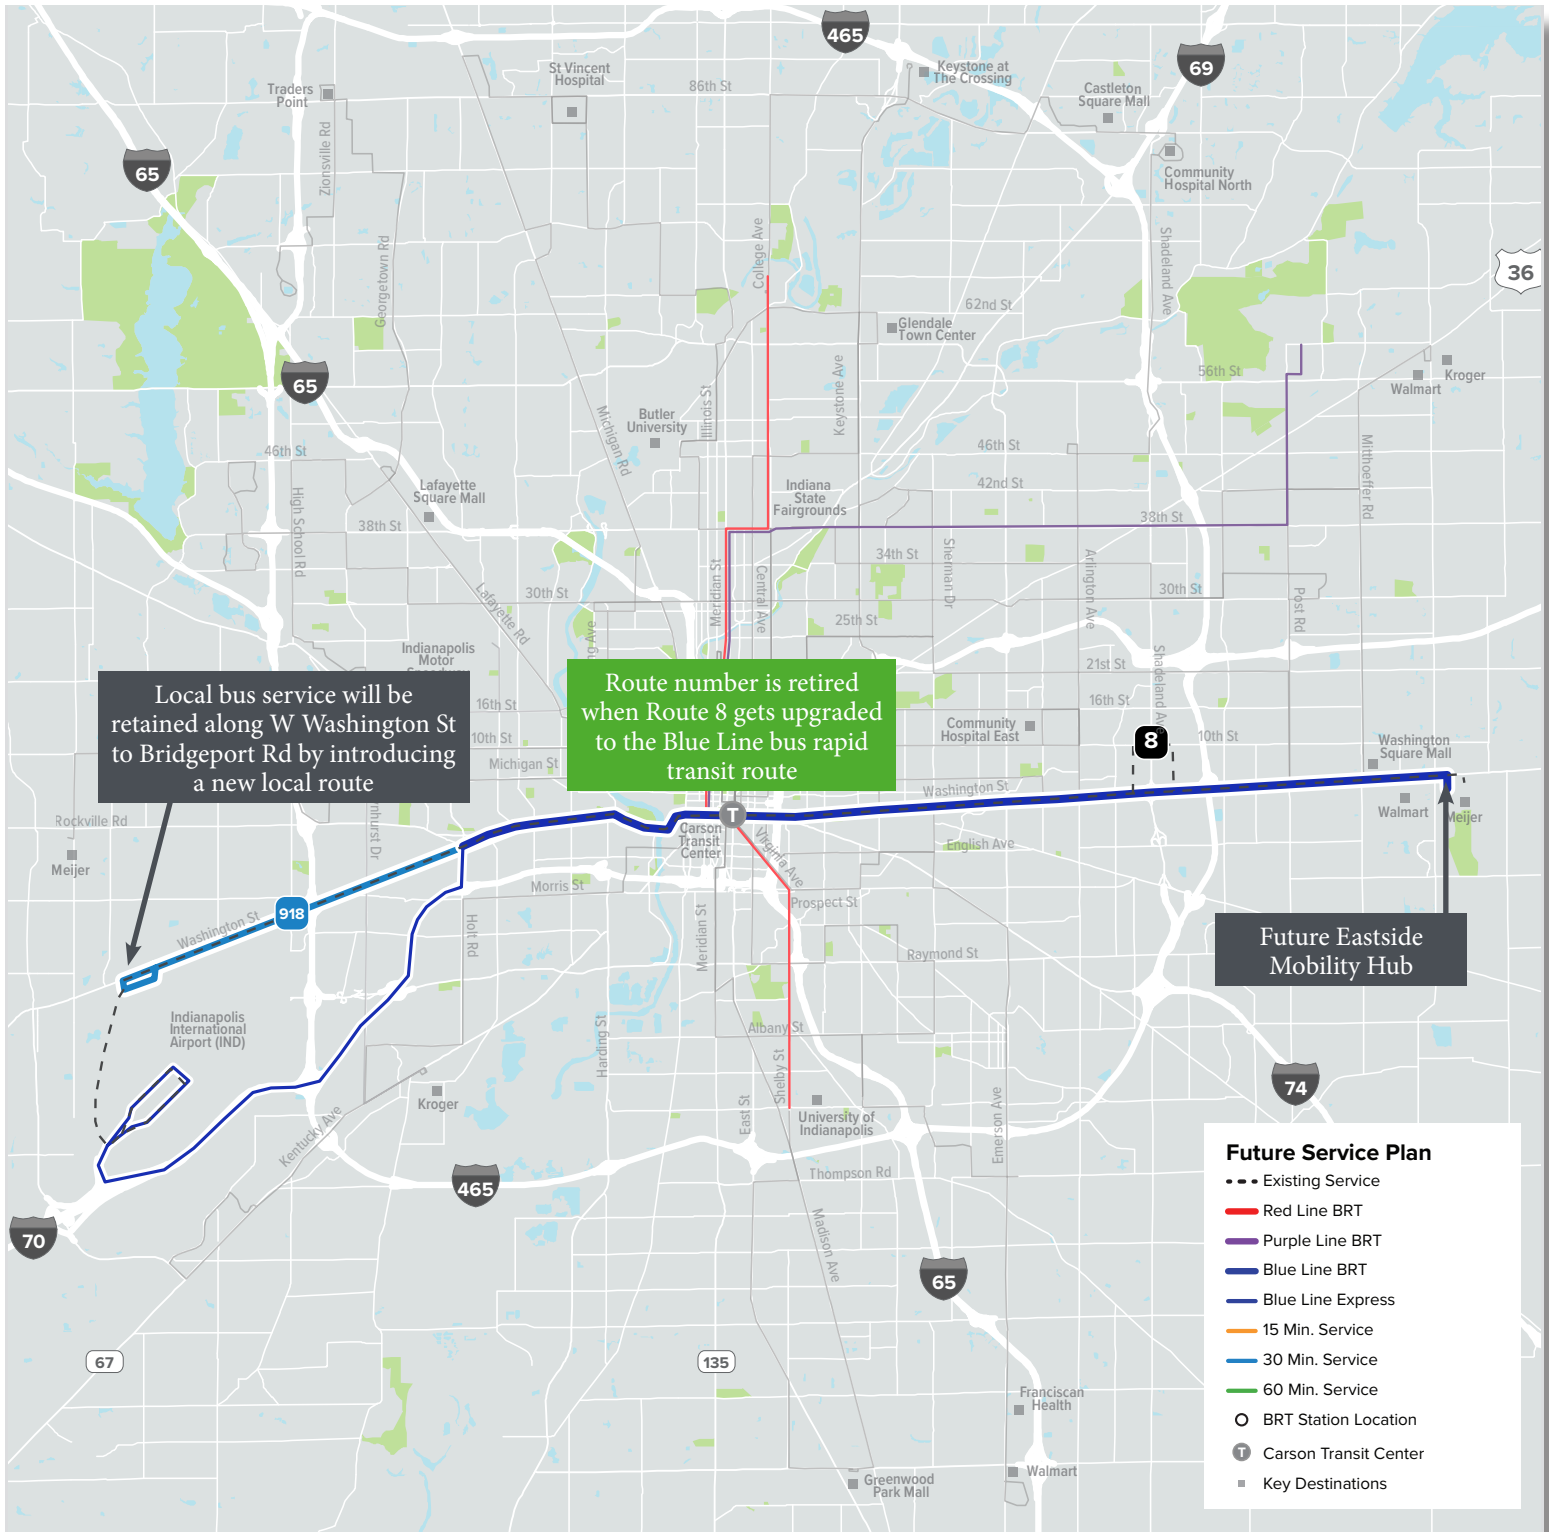 465
69
St Vincent
Hospital
Keystone at
The Crossing
86th St
Traders
Point
Castleton
Square Mall
Zionsville Rd
65
Community
Hospital North
College Ave
Shadeland Ave
Georgetown Rd
36
62nd St
Glendale
Town Center
65
56th St
Kroger
Walmart
Illinois St
Keystone Ave
Michigan Rd
Butler
University
46th St
46th St
Mitthoeffer Rd
Lafayette
Square Mall
Indiana
State
Fairgrounds
42nd St
High School Rd
38th St
38th St
34th St
Sherman Dr
Arlington Ave
Meridian St
Central Ave
30th St
30th St
Lafayette Rd
Post Rd
25th St
Indianapolis
Motor
21st St
Shadeland Ave
16th St
16th St
Local bus service will be
retained along W Washington St
to Bridgeport Rd by introducing
a new local route
Route number is retired
when Route 8 gets upgraded
to the Blue Line bus rapid
transit route
Community
Hospital East
10th St
10th St
8
Washington
Square Mall
Michigan St
Washington St
Walmart
Meijer
Rockville Rd
T
Carson
Transit
Center
Virginia Ave
English Ave
Meijer
Morris St
Prospect St
918
Washington St
Holt Rd
Meridian St
Raymond St
Future Eastside
Mobility Hub
Indianapolis
International
Airport (IND)
Albany St
Harding St
Shelby St
74
Kroger
East St
University of
Indianapolis
Emerson Ave
Kentucky Ave
Thompson Rd
465
70
Madison Ave
65
67
135
Franciscan
Health
Walmart
Greenwood
Park Mall
Future Service Plan
Existing Service
Red Line BRT
Purple Line BRT
Blue Line BRT
Blue Line Express
15 Min. Service
30 Min. Service
60 Min. Service
BRT Station Location
T Carson Transit Center
Key Destinations